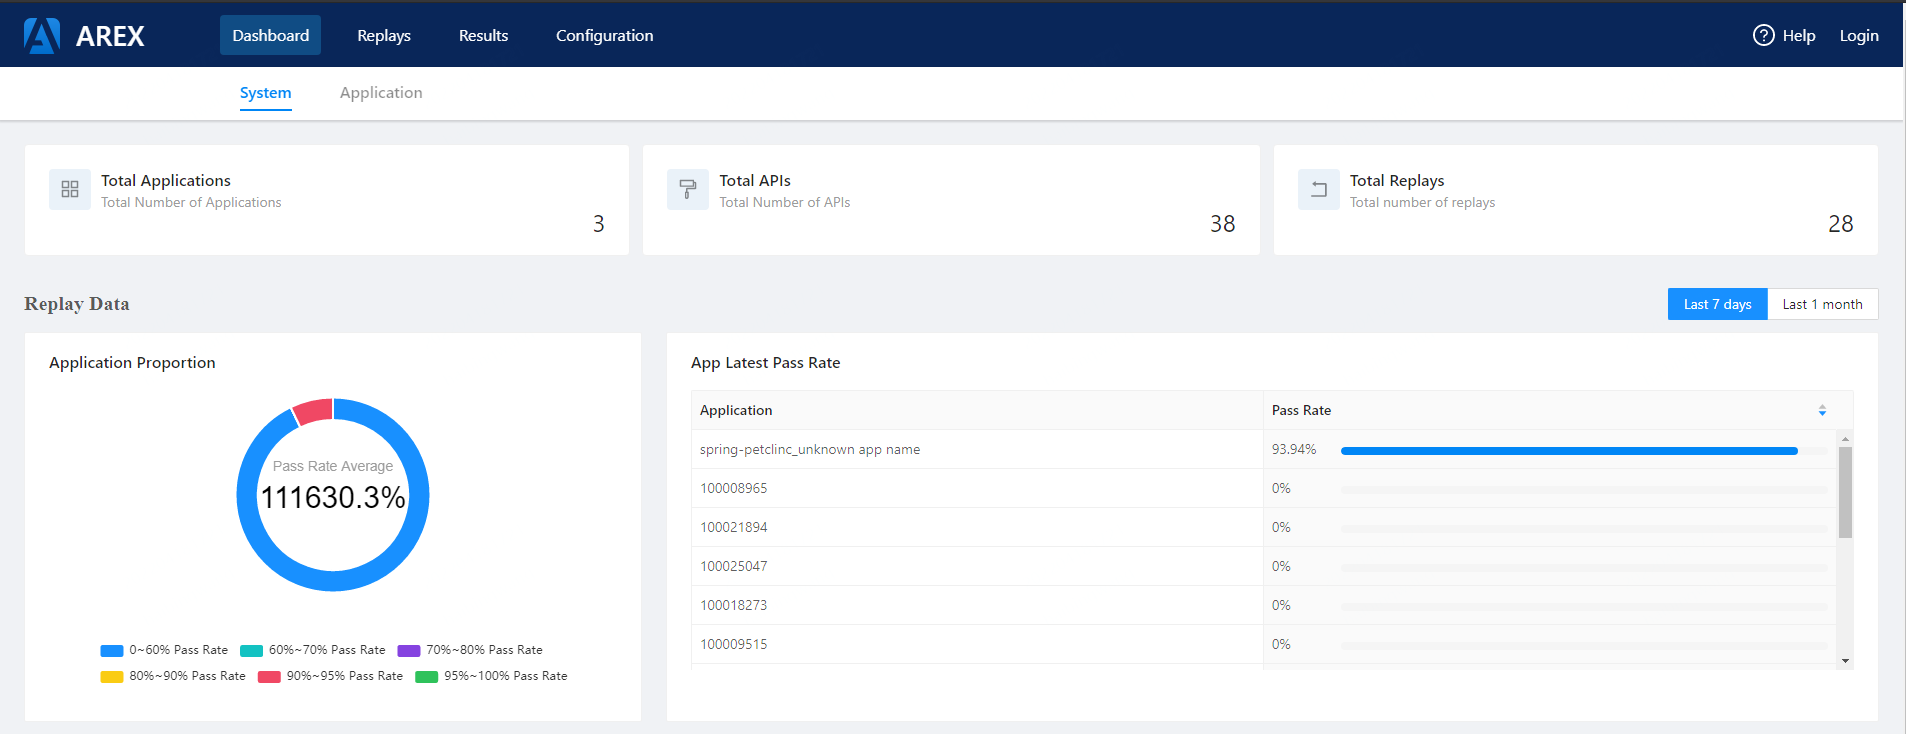 AREX
Dashboard Replays Results Configuration
? Help Login
System Application
Total Applications
Total Number of Applications
3
Total APIs
Total Number of APIs
38
Total Replays
Total number of replays
28
Replay Data
Last 7 days Last 1 month
Application Proportion
Pass Rate Average
111630.3%
0~60% Pass Rate 60%~70% Pass Rate 70%~80% Pass Rate
80%~90% Pass Rate 90%~95% Pass Rate 95%~100% Pass Rate
App Latest Pass Rate
Application Pass Rate
spring-petclinc_unknown app name 93.94%
100008965 0%
100021894 0%
100025047 0%
100018273 0%
100009515 0%